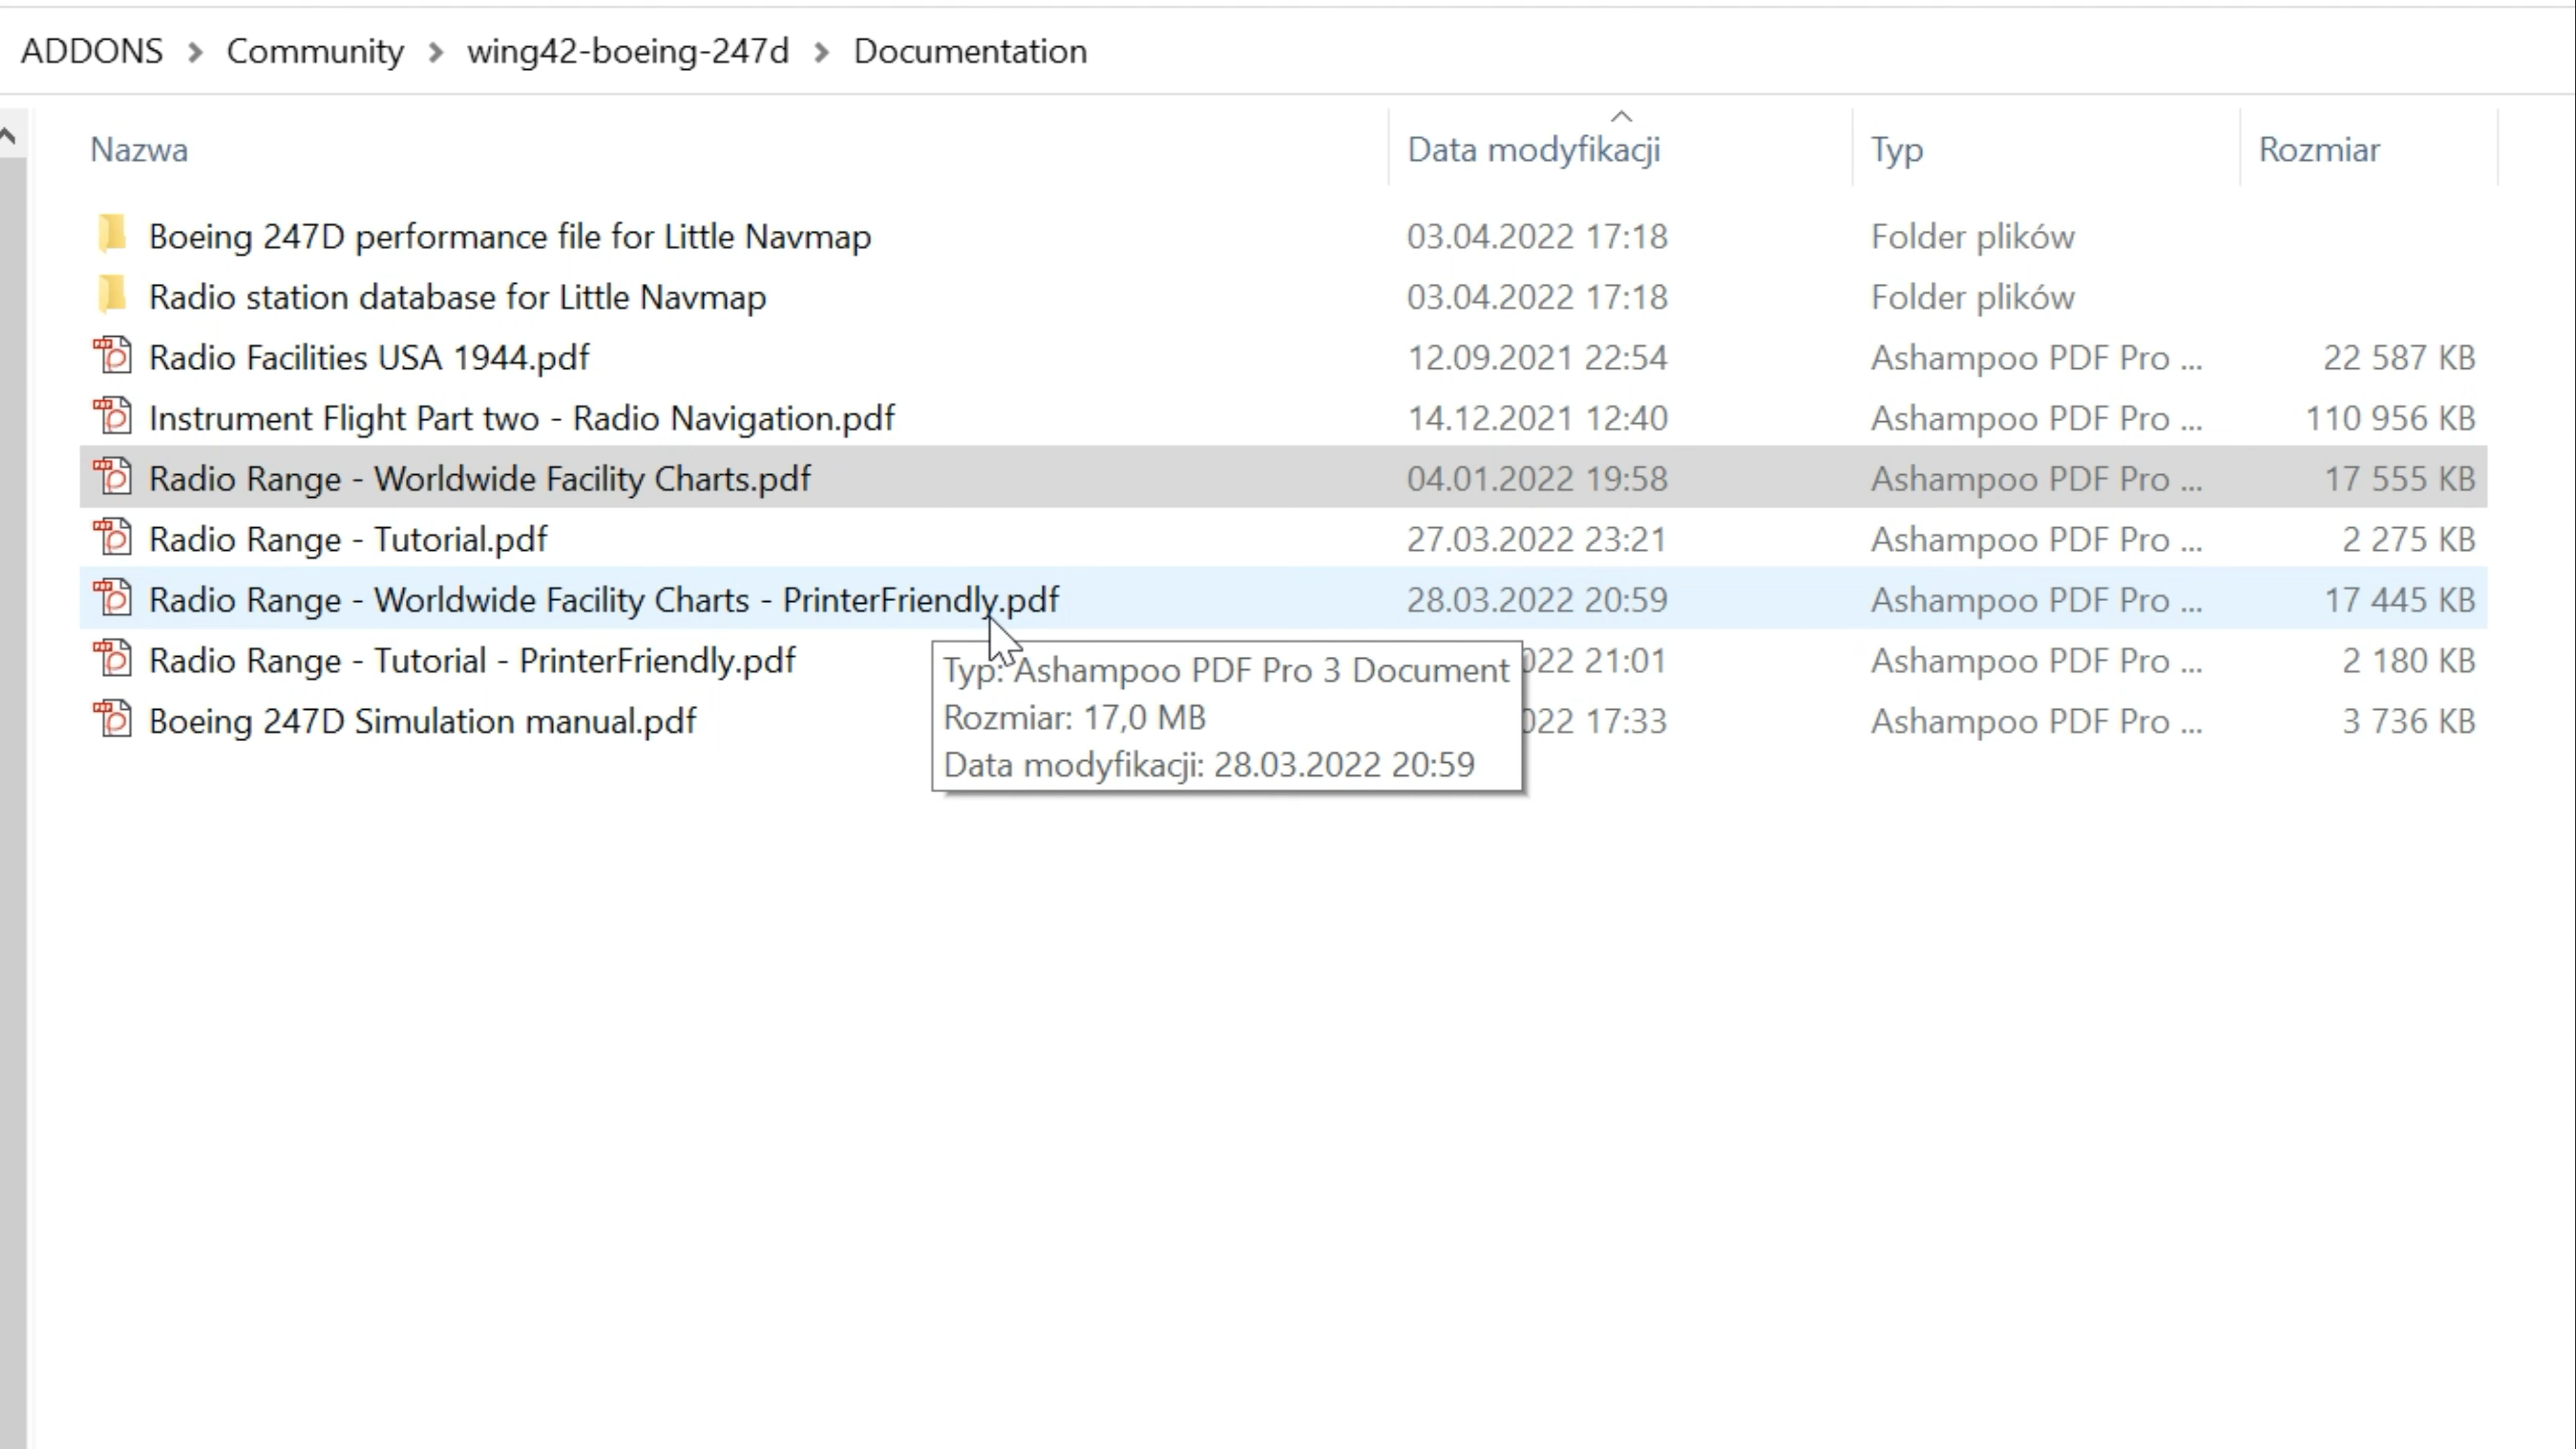 ADDONS > Community > wing42-boeing-247d > Documentation
Nazwa Data modyfikacji Typ Rozmiar
Boeing 247D performance file for Little Navmap 03.04.2022 17:18 Folder plików
Radio station database for Little Navmap 03.04.2022 17:18 Folder plików
Radio Facilities USA 1944.pdf 12.09.2021 22:54 Ashampoo PDF Pro ... 22 587 KB
Instrument Flight Part two - Radio Navigation.pdf 14.12.2021 12:40 Ashampoo PDF Pro ... 110 956 KB
Radio Range - Worldwide Facility Charts.pdf 04.01.2022 19:58 Ashampoo PDF Pro ... 17 555 KB
Radio Range - Tutorial.pdf 27.03.2022 23:21 Ashampoo PDF Pro ... 2 275 KB
Radio Range - Worldwide Facility Charts - PrinterFriendly.pdf 28.03.2022 20:59 Ashampoo PDF Pro ... 17 445 KB
Radio Range - Tutorial - PrinterFriendly.pdf 022 21:01 Ashampoo PDF Pro ... 2 180 KB
Boeing 247D Simulation manual.pdf 022 17:33 Ashampoo PDF Pro ... 3 736 KB
Typ: Ashampoo PDF Pro 3 Document
Rozmiar: 17,0 MB
Data modyfikacji: 28.03.2022 20:59